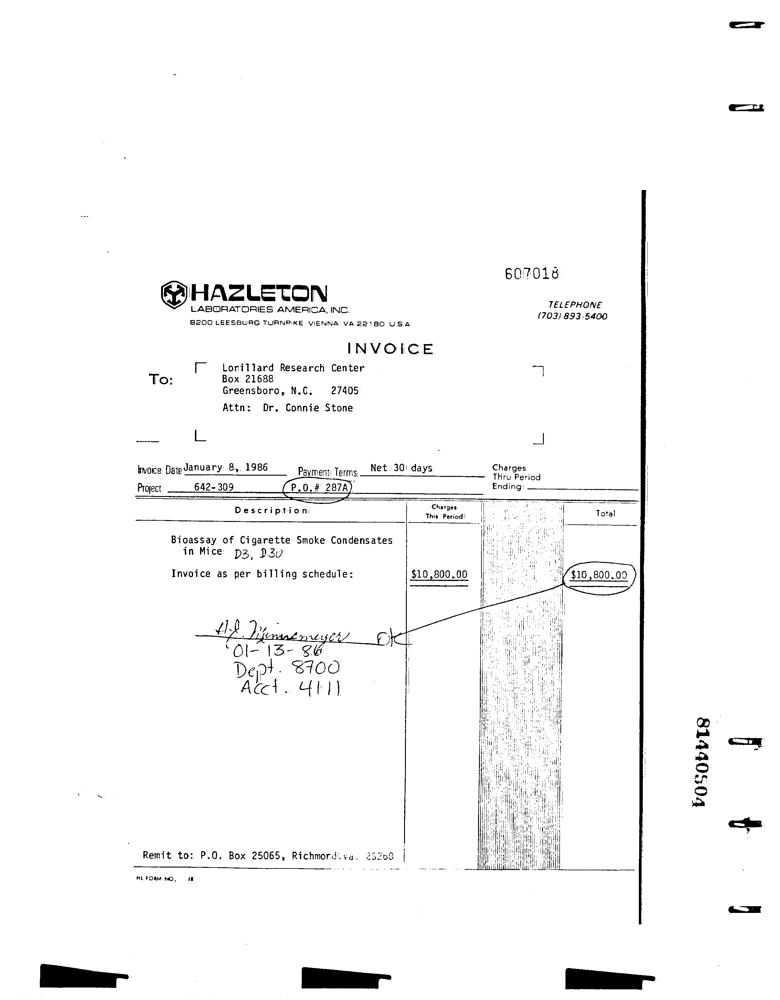 607018
HAZLETON
LABORATORIES AMERICA, INC.
9200 LEESBURG TURNPIKE, VIENNA, VA 22180 U.S.A.
TELEPHONE
(703) 893-5400
INVOICE
To:
Lorillard Research Center
Box 21688
Greensboro, N.C. 27405
Attn: Dr. Connie Stone
Invoice Date January 8, 1986 Payment Terms: Net 30 days
Charges
Thru Period
Ending:
Project 642-309 P.O.# 287A
Description
Charges
This Period
Total
Bioassay of Cigarette Smoke Condensates
in Mice D3, D3U
Invoice as per billing schedule: $10,800.00 $10,800.00
OK
01-13-86
Dept. 8700
Acct. 4111
81440504
Remit to: P.O. Box 25065, Richmond, Va. 23260
HL FORM NO. 18